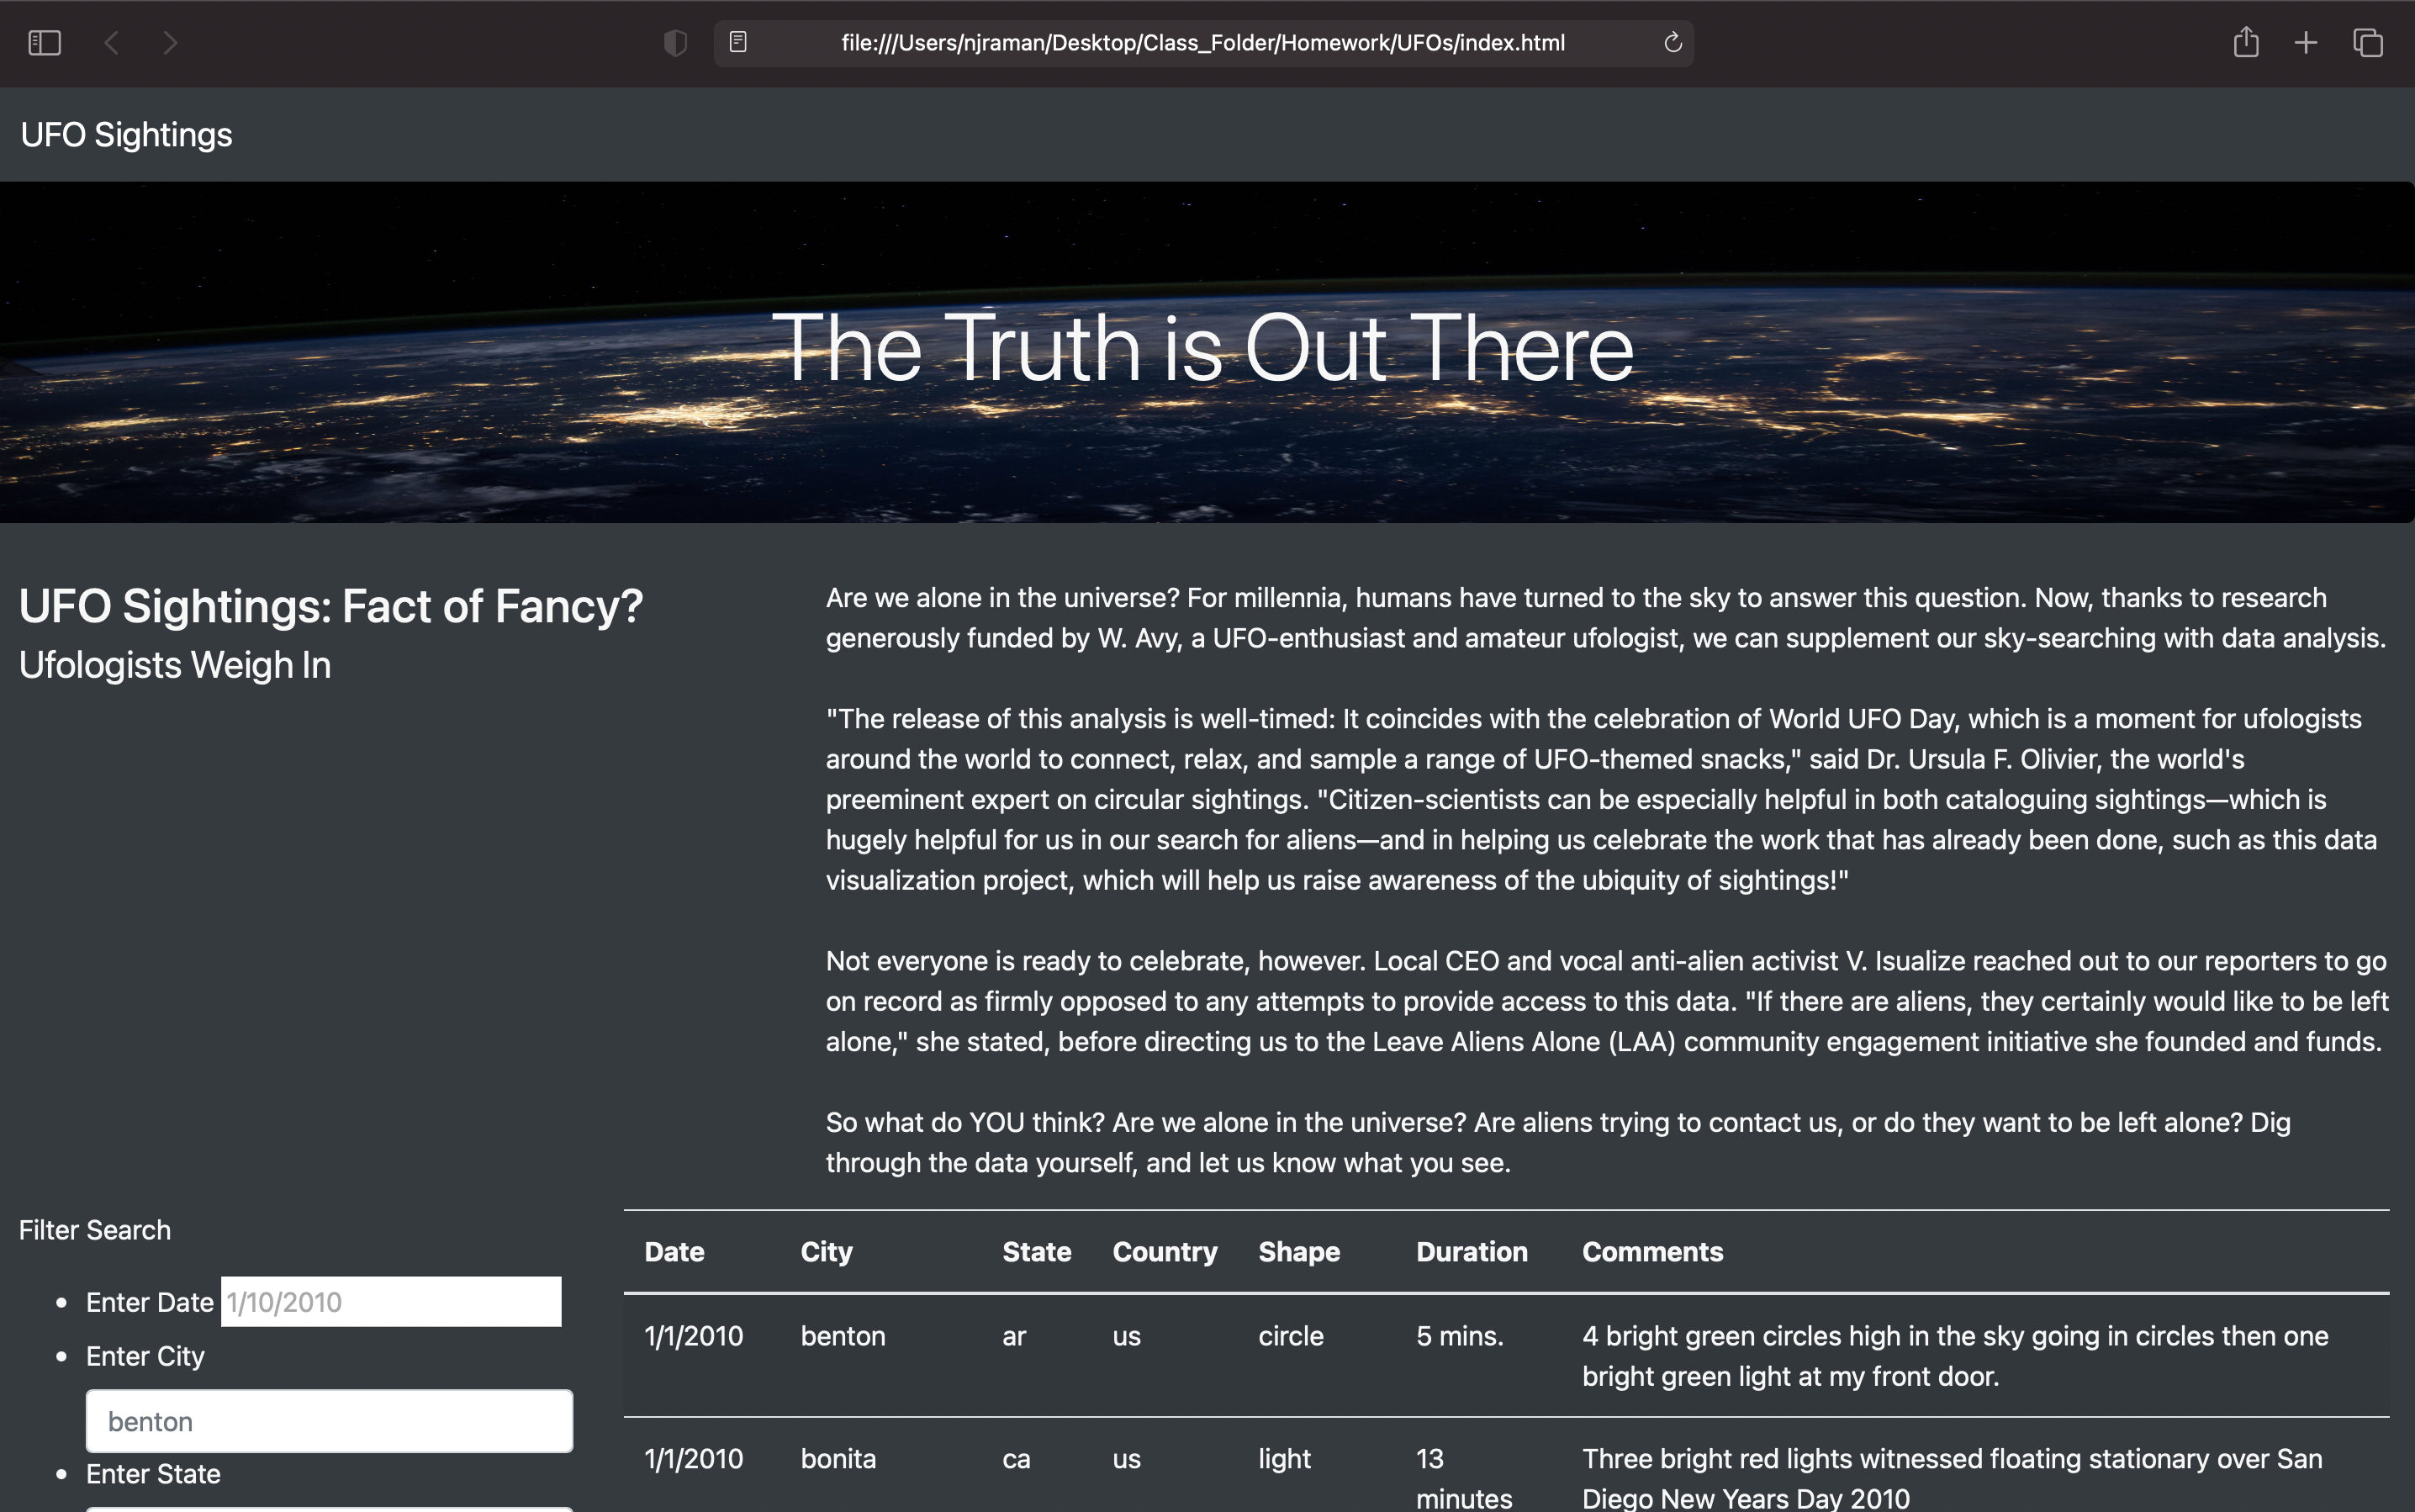 file:///Users/njraman/Desktop/Class_Folder/Homework/UFOs/index.html
UFO Sightings
The Truth is Out There
UFO Sightings: Fact of Fancy?
Ufologists Weigh In
Are we alone in the universe? For millennia, humans have turned to the sky to answer this question. Now, thanks to research
generously funded by W. Avy, a UFO-enthusiast and amateur ufologist, we can supplement our sky-searching with data analysis.
"The release of this analysis is well-timed: It coincides with the celebration of World UFO Day, which is a moment for ufologists
around the world to connect, relax, and sample a range of UFO-themed snacks," said Dr. Ursula F. Olivier, the world's
preeminent expert on circular sightings. "Citizen-scientists can be especially helpful in both cataloguing sightings—which is
hugely helpful for us in our search for aliens—and in helping us celebrate the work that has already been done, such as this data
visualization project, which will help us raise awareness of the ubiquity of sightings!"
Not everyone is ready to celebrate, however. Local CEO and vocal anti-alien activist V. Isualize reached out to our reporters to go
on record as firmly opposed to any attempts to provide access to this data. "If there are aliens, they certainly would like to be left
alone," she stated, before directing us to the Leave Aliens Alone (LAA) community engagement initiative she founded and funds.
So what do YOU think? Are we alone in the universe? Are aliens trying to contact us, or do they want to be left alone? Dig
through the data yourself, and let us know what you see.
Filter Search
Enter Date 1/10/2010
Enter City
benton
Enter State
Date City State Country Shape Duration Comments
1/1/2010 benton ar us circle 5 mins. 4 bright green circles high in the sky going in circles then one
bright green light at my front door.
1/1/2010 bonita ca us light 13 Three bright red lights witnessed floating stationary over San
minutes Diego New Years Day 2010